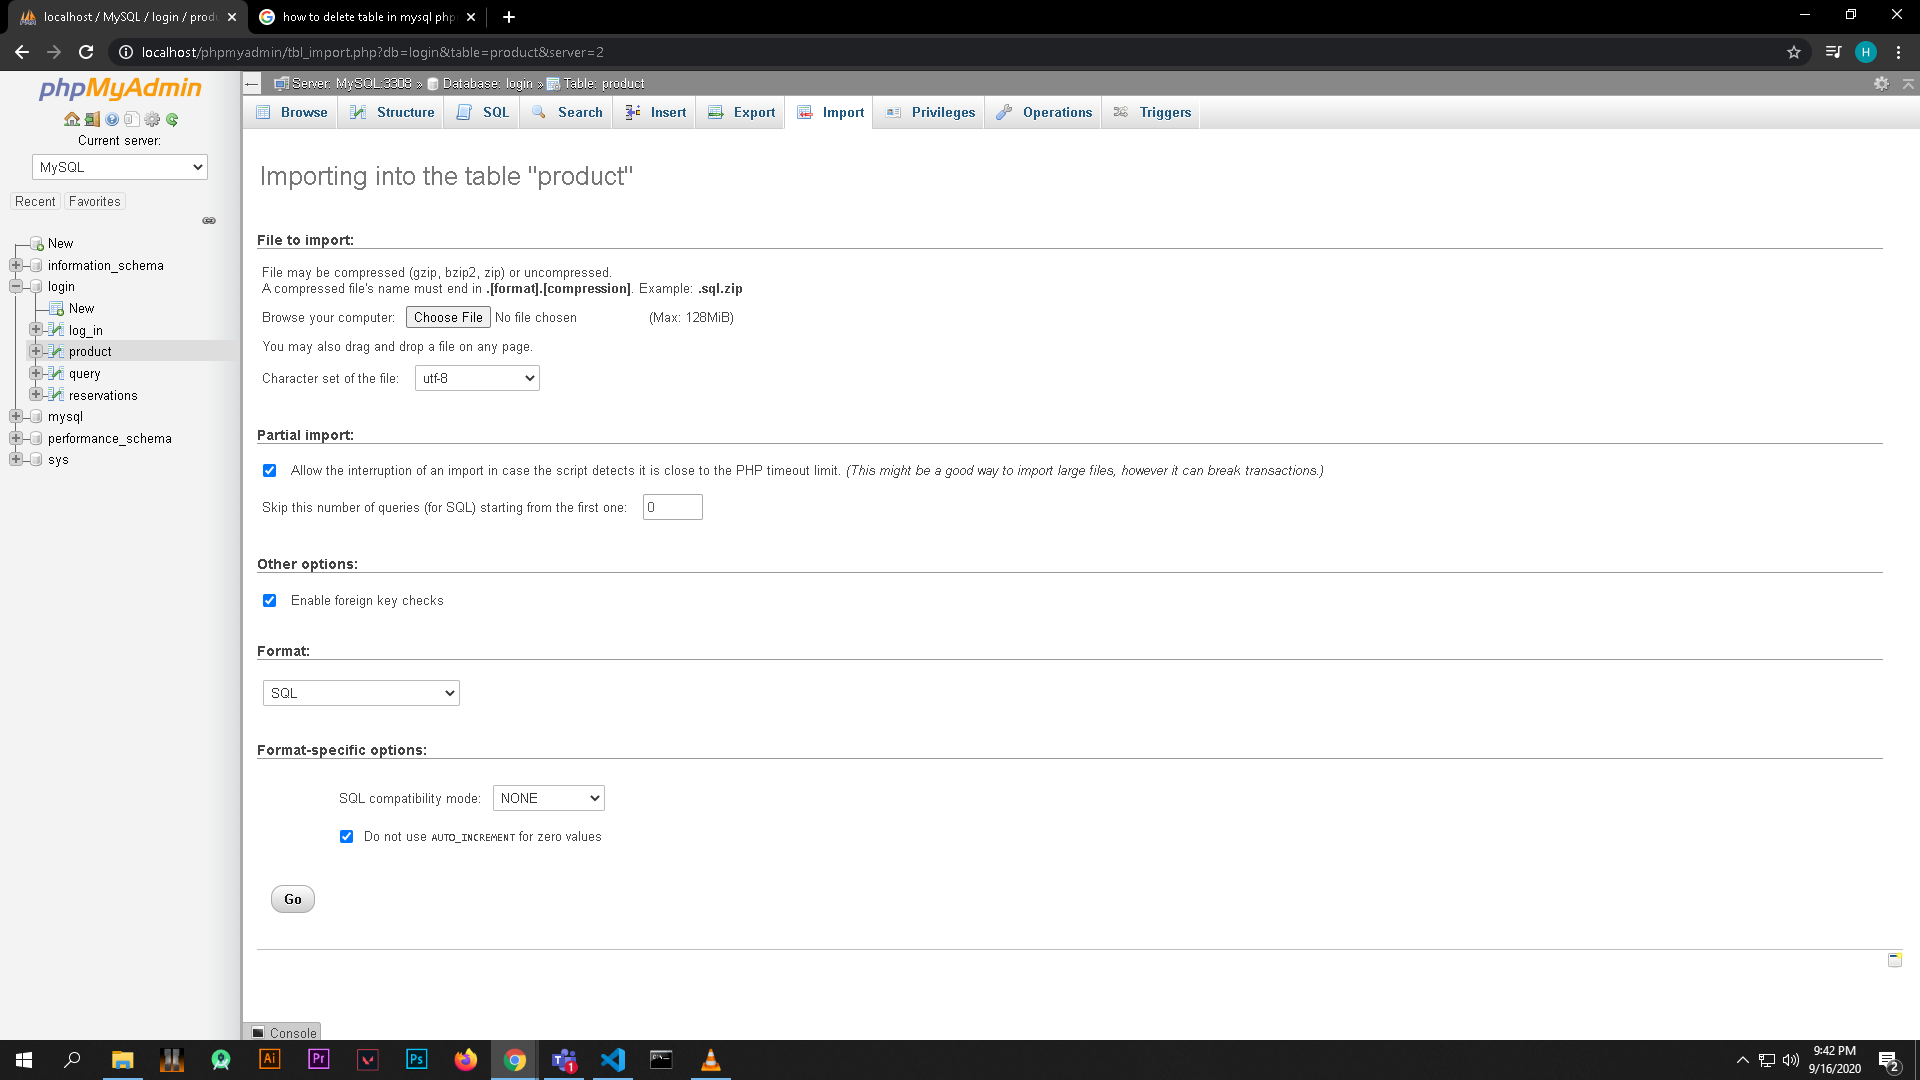 localhost / MySQL / login / prod
how to delete table in mysql php
localhost/phpmyadmin/tbl_import.php?db=login&table=product&server=2
H
phpMyAdmin
Current server:
MySQL
Recent
Favorites
New
information_schema
login
New
log_in
product
query
reservations
mysql
performance_schema
sys
Server: MySQL:3308 » Database: login » Table: product
Browse
Structure
SQL
Search
Insert
Export
Import
Privileges
Operations
Triggers
Importing into the table "product"
File to import:
File may be compressed (gzip, bzip2, zip) or uncompressed.
A compressed file's name must end in .[format].[compression]. Example: .sql.zip
Browse your computer: Choose File No file chosen (Max: 128MiB)
You may also drag and drop a file on any page.
Character set of the file: utf-8
Partial import:
Allow the interruption of an import in case the script detects it is close to the PHP timeout limit. (This might be a good way to import large files, however it can break transactions.)
Skip this number of queries (for SQL) starting from the first one: 0
Other options:
Enable foreign key checks
Format:
SQL
Format-specific options:
SQL compatibility mode: NONE
Do not use AUTO_INCREMENT for zero values
Go
Console
Ai
Pr
Ps
1
9:42 PM
9/16/2020
2